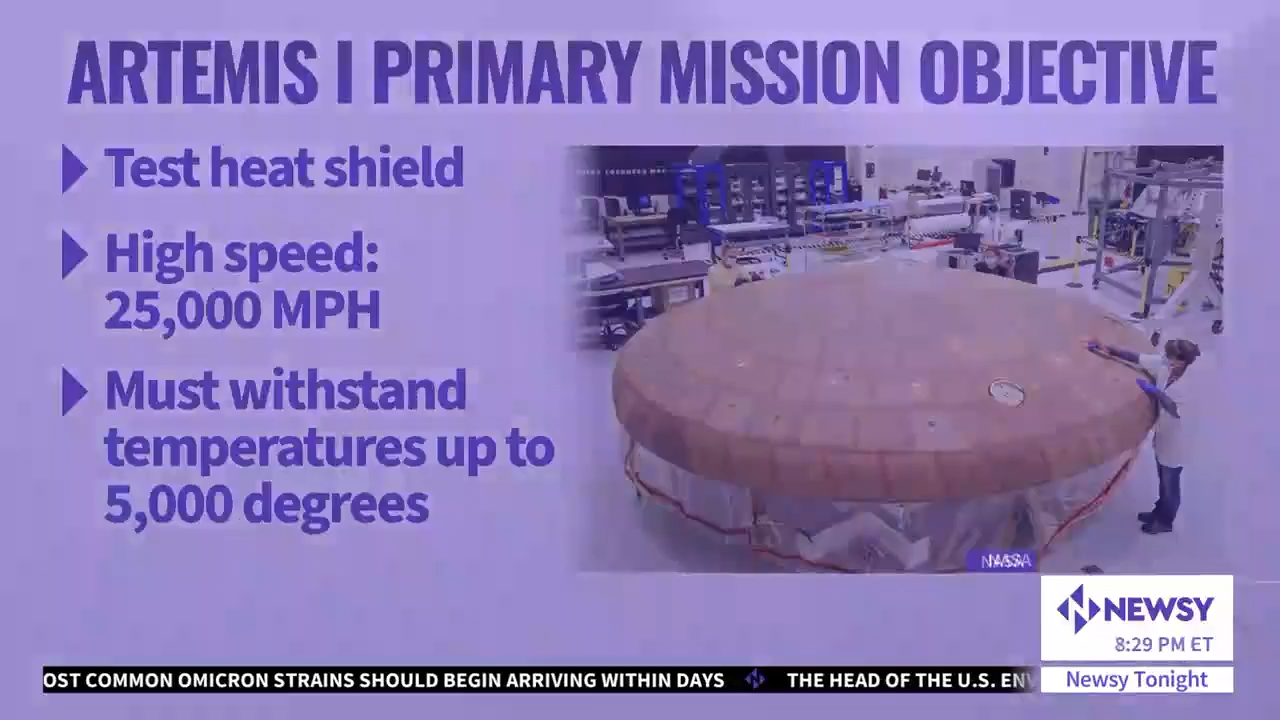 ARTEMIS I PRIMARY MISSION OBJECTIVE
Test heat shield
High speed:
25,000 MPH
Must withstand
temperatures up to
5,000 degrees
NASA
NEWSY
8:29 PM ET
OST COMMON OMICRON STRAINS SHOULD BEGIN ARRIVING WITHIN DAYS THE HEAD OF THE U.S. ENV
Newsy Tonight